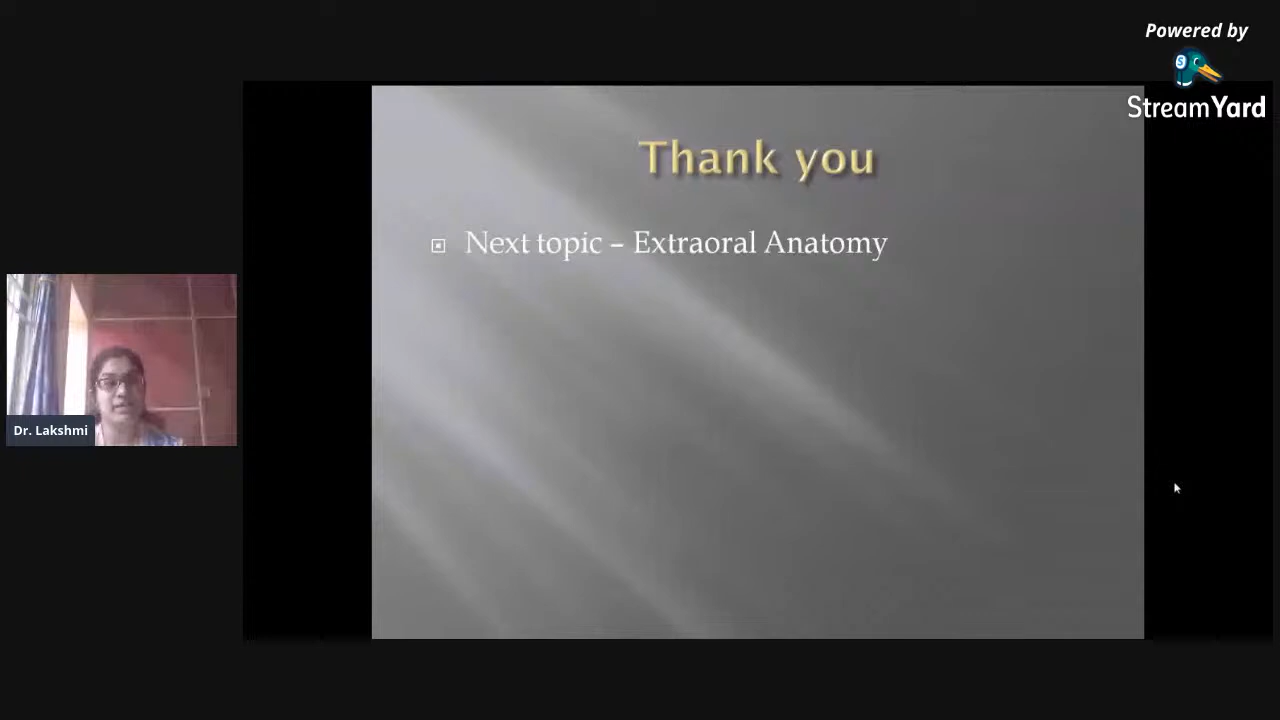 Powered by
StreamYard
Thank you
Next topic – Extraoral Anatomy
Dr. Lakshmi